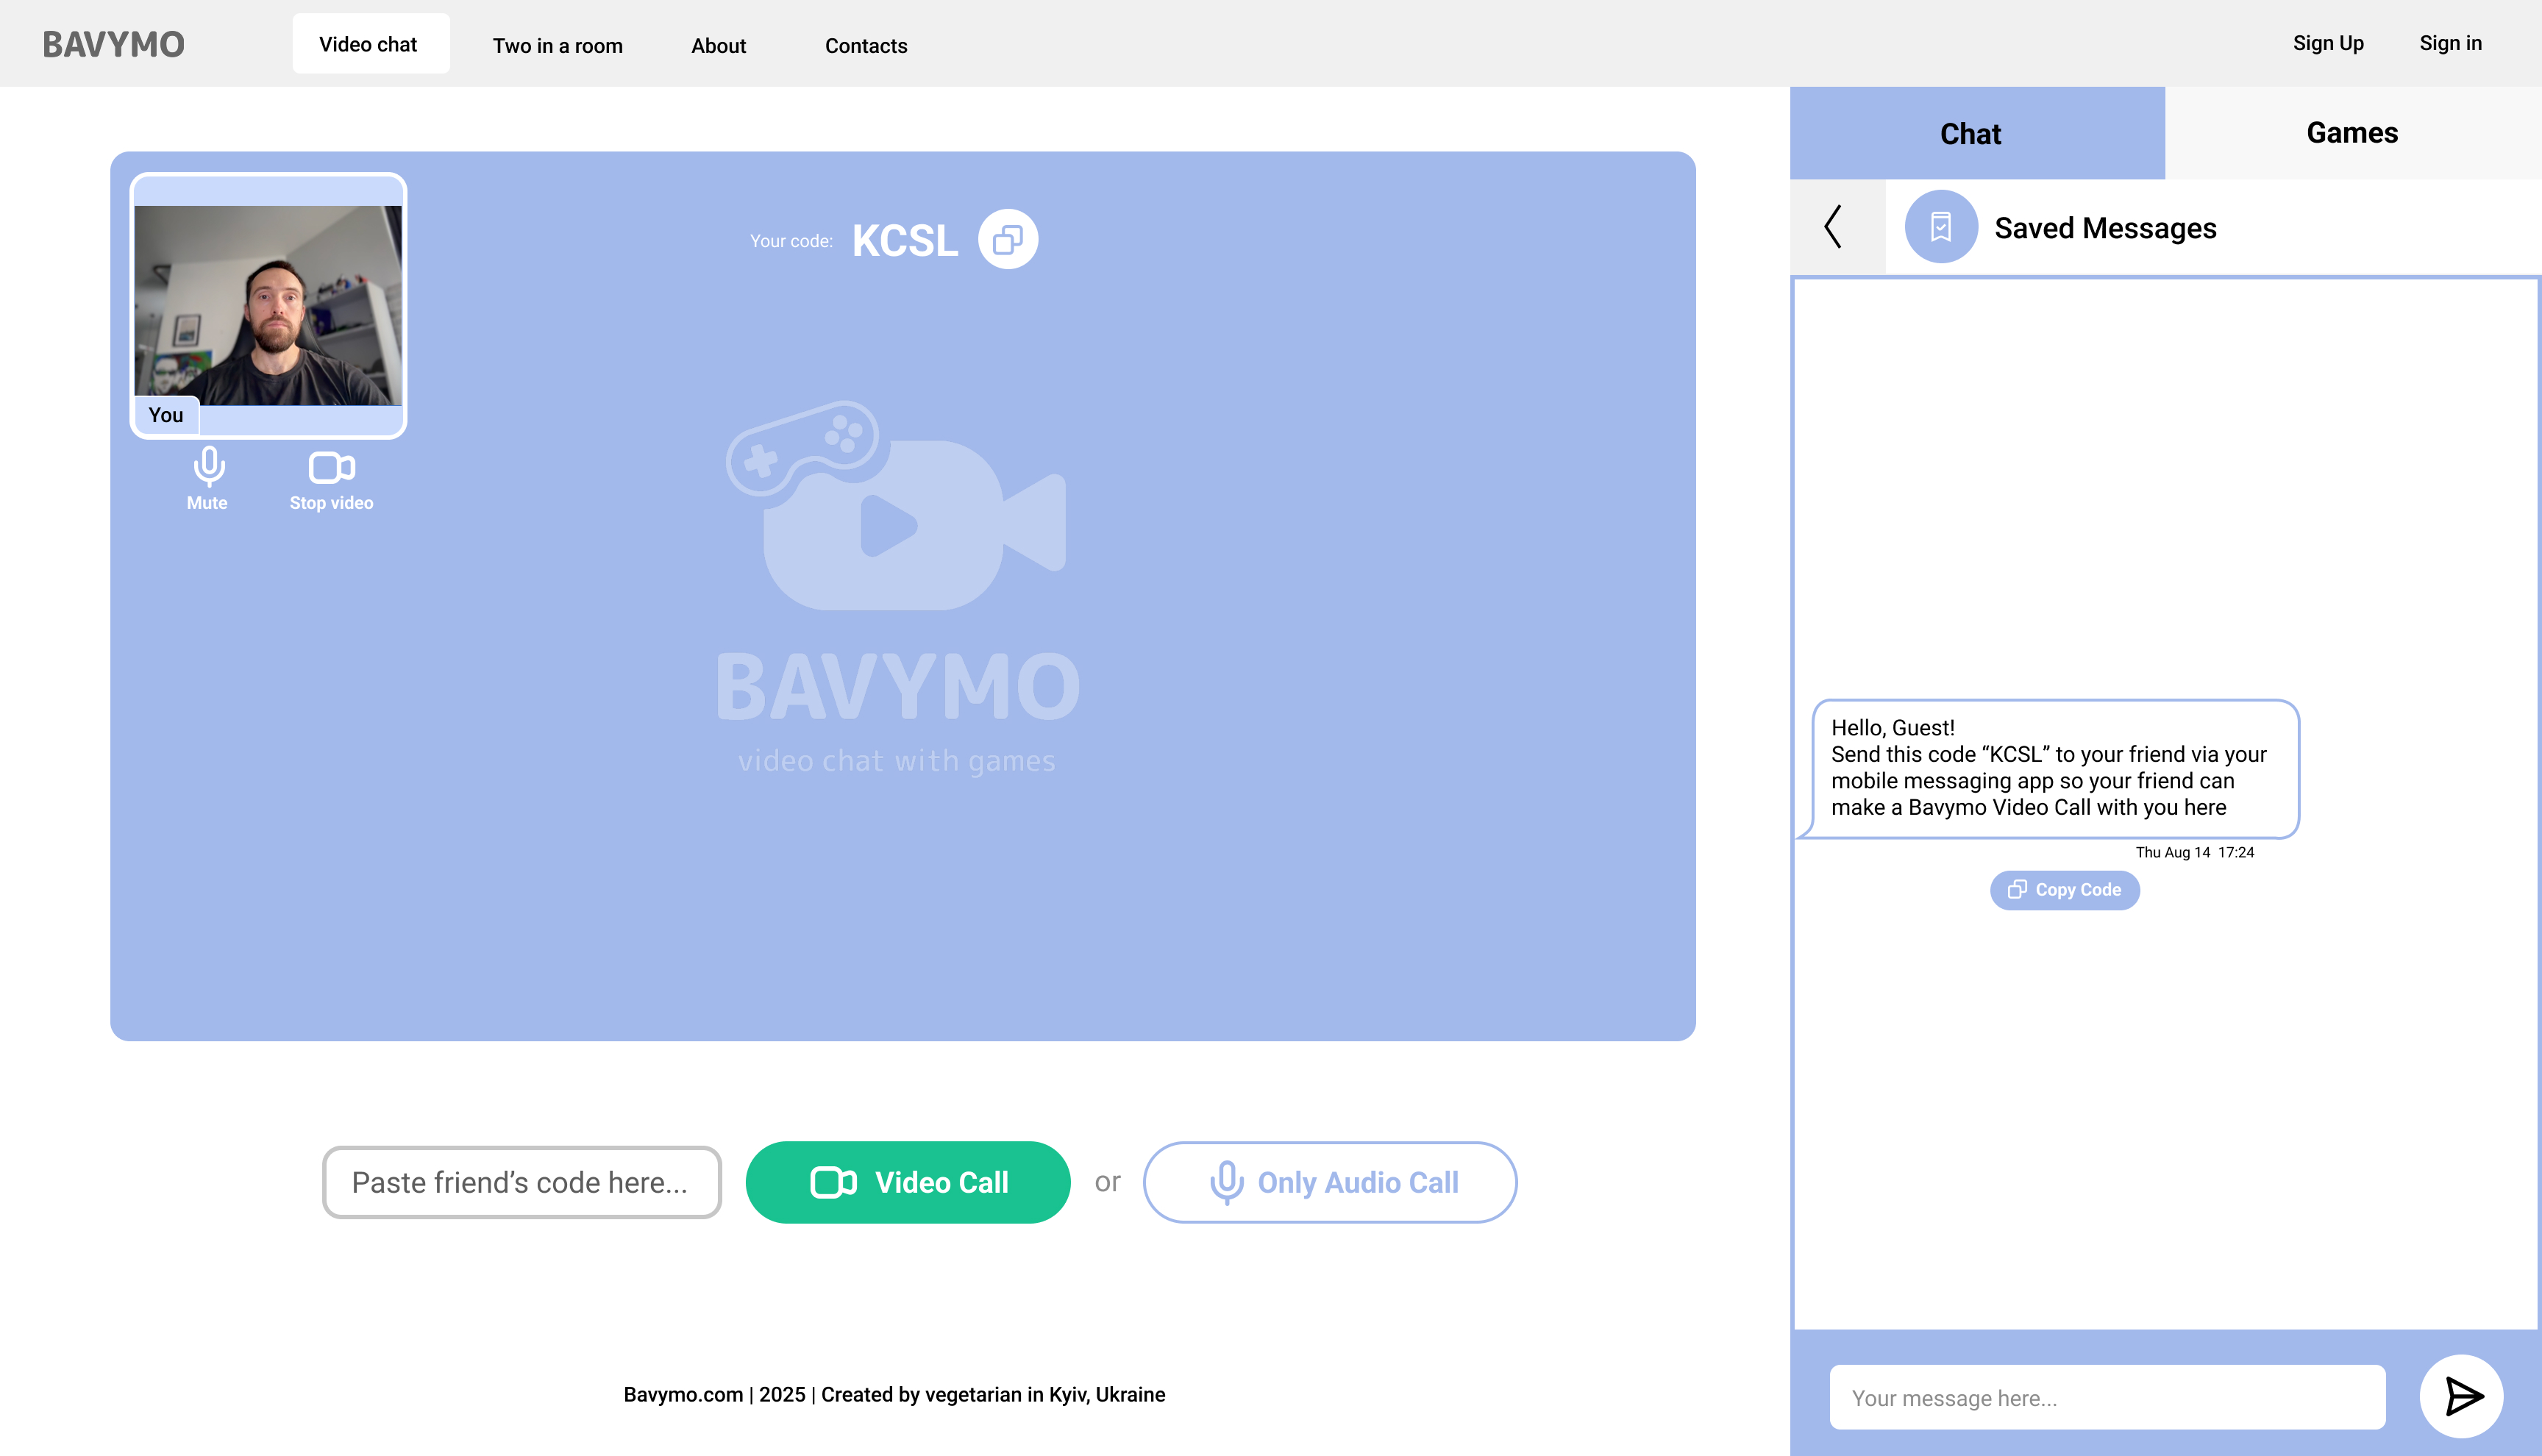 BAVYMO
Video chat
Two in a room
About
Contacts
Sign Up
Sign in
Your code: KCSL
You
Mute
Stop video
BAVYMO
video chat with games
Paste friend’s code here...
Video Call
or
Only Audio Call
Bavymo.com | 2025 | Created by vegetarian in Kyiv, Ukraine
Chat
Games
Saved Messages
Hello, Guest!
Send this code “KCSL” to your friend via your
mobile messaging app so your friend can
make a Bavymo Video Call with you here
Thu Aug 14 17:24
Copy Code
Your message here...